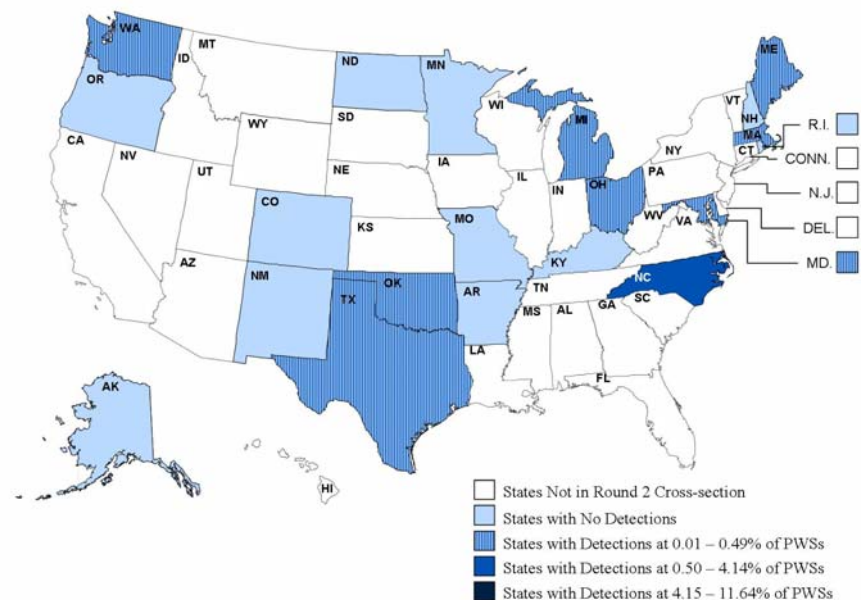 WA
MT
ID
ND
MN
ME
OR
SD
WI
MI
VT
NH
MA
R.I.
WY
NY
CT
CONN.
CA
NV
UT
NE
IA
IL
IN
OH
PA
N.J.
CO
KS
MO
WV
VA
DEL.
KY
MD.
AZ
NM
OK
TX
AR
TN
NC
SC
MS
AL
GA
LA
FL
AK
HI
States Not in Round 2 Cross-section
States with No Detections
States with Detections at 0.01 – 0.49% of PWSs
States with Detections at 0.50 – 4.14% of PWSs
States with Detections at 4.15 – 11.64% of PWSs